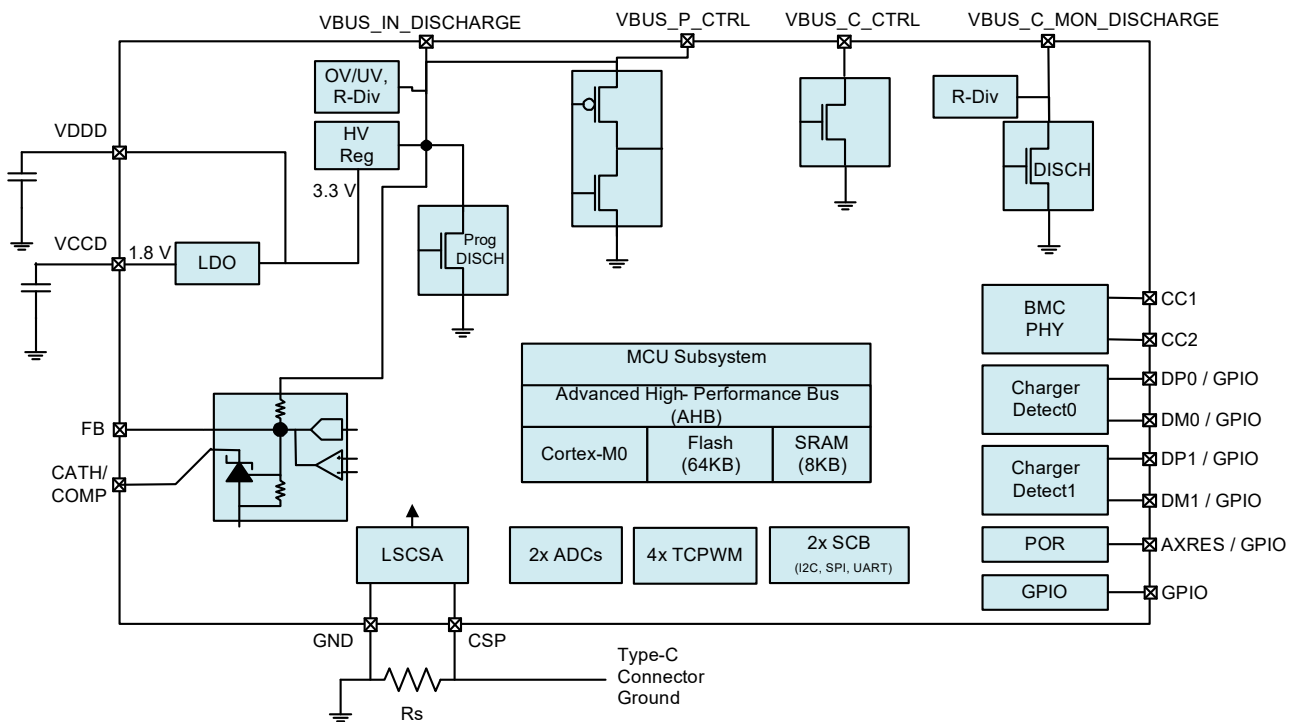 VBUS_IN_DISCHARGE
VBUS_P_CTRL
VBUS_C_CTRL
VBUS_C_MON_DISCHARGE
OV/UV,
R-Div
R-Div
VDDD
HV
Reg
DISCH
3.3 V
VCCD
1.8 V
LDO
Prog
DISCH
BMC
PHY
CC1
CC2
MCU Subsystem
Advanced High- Performance Bus
(AHB)
Cortex-M0
Flash
(64KB)
SRAM
(8KB)
Charger
Detect0
DP0 / GPIO
DM0 / GPIO
FB
CATH/
COMP
Charger
Detect1
DP1 / GPIO
DM1 / GPIO
LSCSA
2x ADCs
4x TCPWM
2x SCB
(I2C, SPI, UART)
POR
AXRES / GPIO
GPIO
GPIO
GND
CSP
Type-C
Connector
Ground
Rs